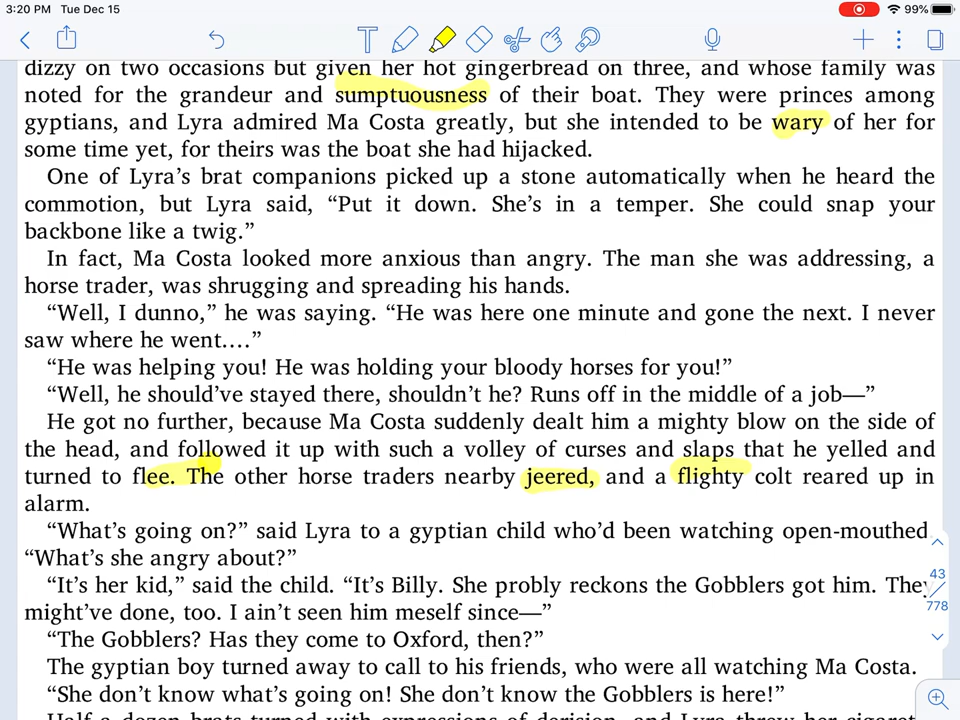 3:20 PM Tue Dec 15
99%
dizzy on two occasions but given her hot gingerbread on three, and whose family was
noted for the grandeur and sumptuousness of their boat. They were princes among
gyptians, and Lyra admired Ma Costa greatly, but she intended to be wary of her for
some time yet, for theirs was the boat she had hijacked.
One of Lyra’s brat companions picked up a stone automatically when he heard the
commotion, but Lyra said, “Put it down. She’s in a temper. She could snap your
backbone like a twig.”
In fact, Ma Costa looked more anxious than angry. The man she was addressing, a
horse trader, was shrugging and spreading his hands.
“Well, I dunno,” he was saying. “He was here one minute and gone the next. I never
saw where he went….”
“He was helping you! He was holding your bloody horses for you!”
“Well, he should’ve stayed there, shouldn’t he? Runs off in the middle of a job—”
He got no further, because Ma Costa suddenly dealt him a mighty blow on the side of
the head, and followed it up with such a volley of curses and slaps that he yelled and
turned to flee. The other horse traders nearby jeered, and a flighty colt reared up in
alarm.
“What’s going on?” said Lyra to a gyptian child who’d been watching open-mouthed.
“What’s she angry about?”
“It’s her kid,” said the child. “It’s Billy. She probly reckons the Gobblers got him. They
might’ve done, too. I ain’t seen him meself since—”
“The Gobblers? Has they come to Oxford, then?”
The gyptian boy turned away to call to his friends, who were all watching Ma Costa.
“She don’t know what’s going on! She don’t know the Gobblers is here!”
Half a dozen brats turned with expressions of derision, and Lyra threw her cigarette
43
778